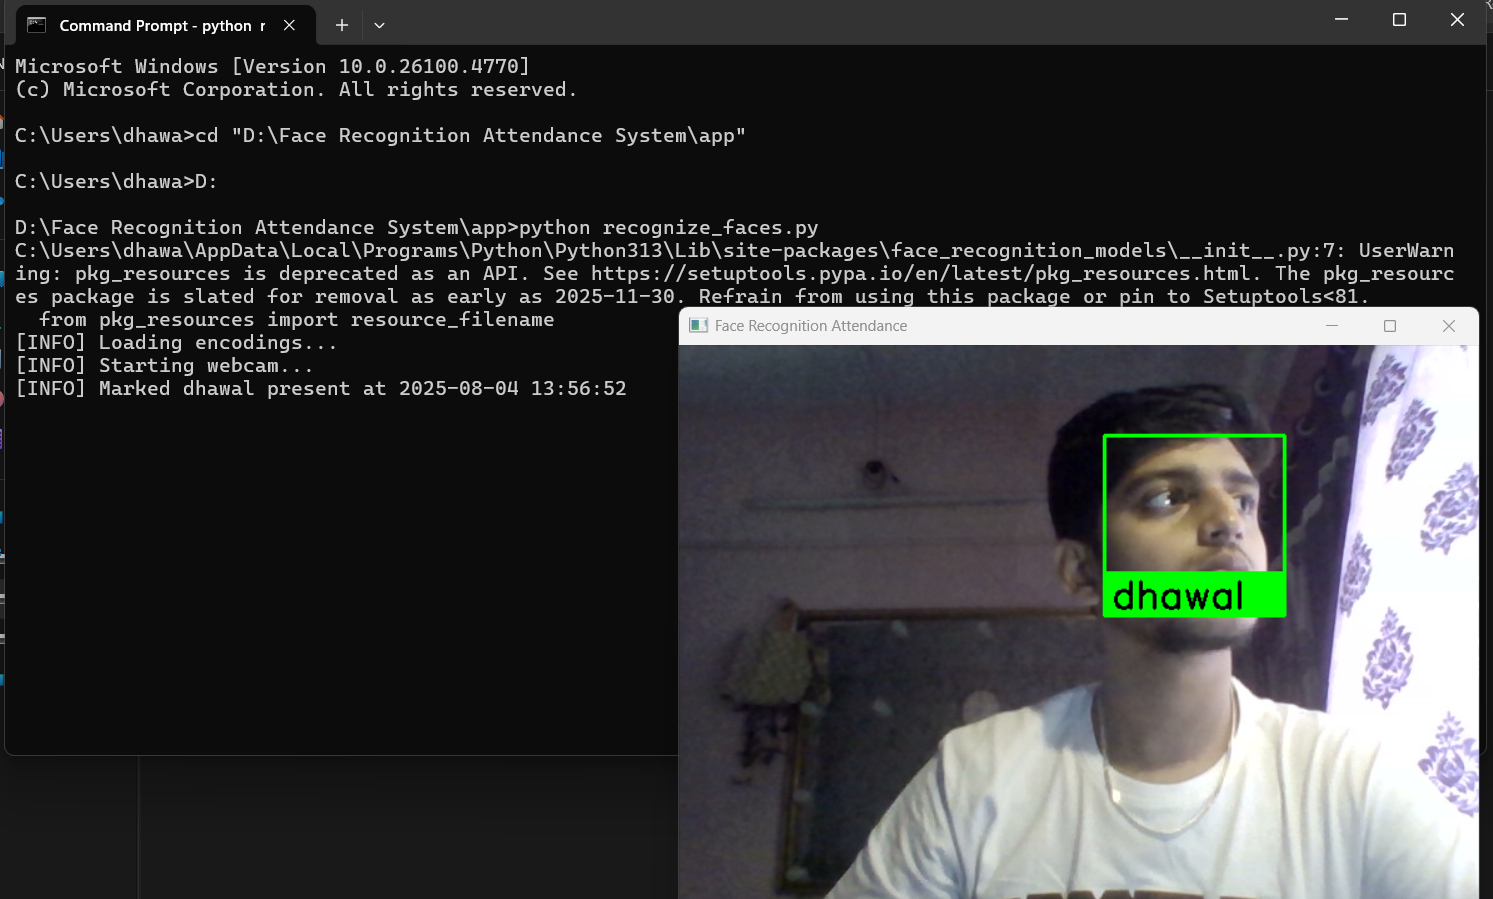 Command Prompt - python r
Microsoft Windows [Version 10.0.26100.4770]
(c) Microsoft Corporation. All rights reserved.
C:\Users\dhawa>cd "D:\Face Recognition Attendance System\app"
C:\Users\dhawa>D:
D:\Face Recognition Attendance System\app>python recognize_faces.py
C:\Users\dhawa\AppData\Local\Programs\Python\Python313\Lib\site-packages\face_recognition_models\__init__.py:7: UserWarn
ing: pkg_resources is deprecated as an API. See https://setuptools.pypa.io/en/latest/pkg_resources.html. The pkg_resourc
es package is slated for removal as early as 2025-11-30. Refrain from using this package or pin to Setuptools<81.
  from pkg_resources import resource_filename
[INFO] Loading encodings...
[INFO] Starting webcam...
[INFO] Marked dhawal present at 2025-08-04 13:56:52
Face Recognition Attendance
dhawal